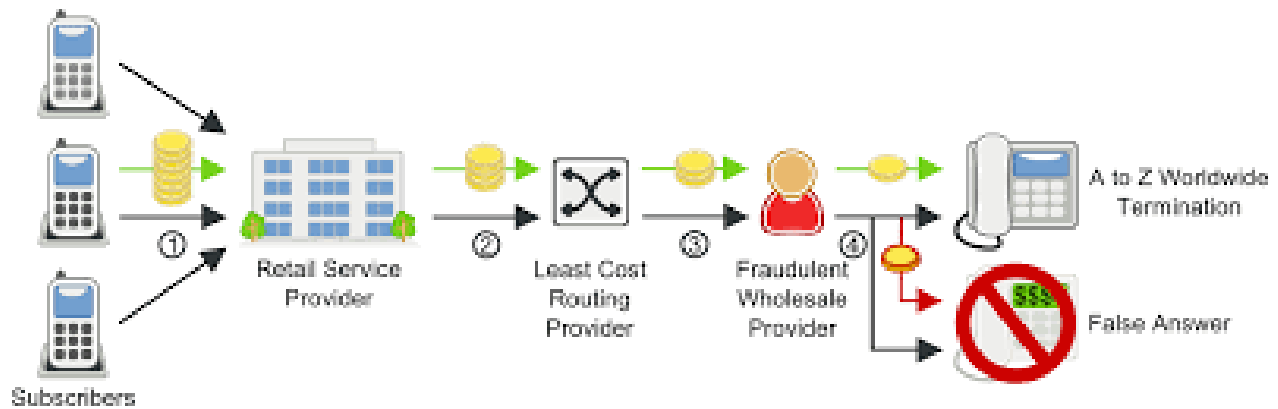 ①
②
③
④
A to Z Worldwide
Termination
Retail Service
Provider
Least Cost
Routing
Provider
Fraudulent
Wholesale
Provider
$$$$
False Answer
Subscribers